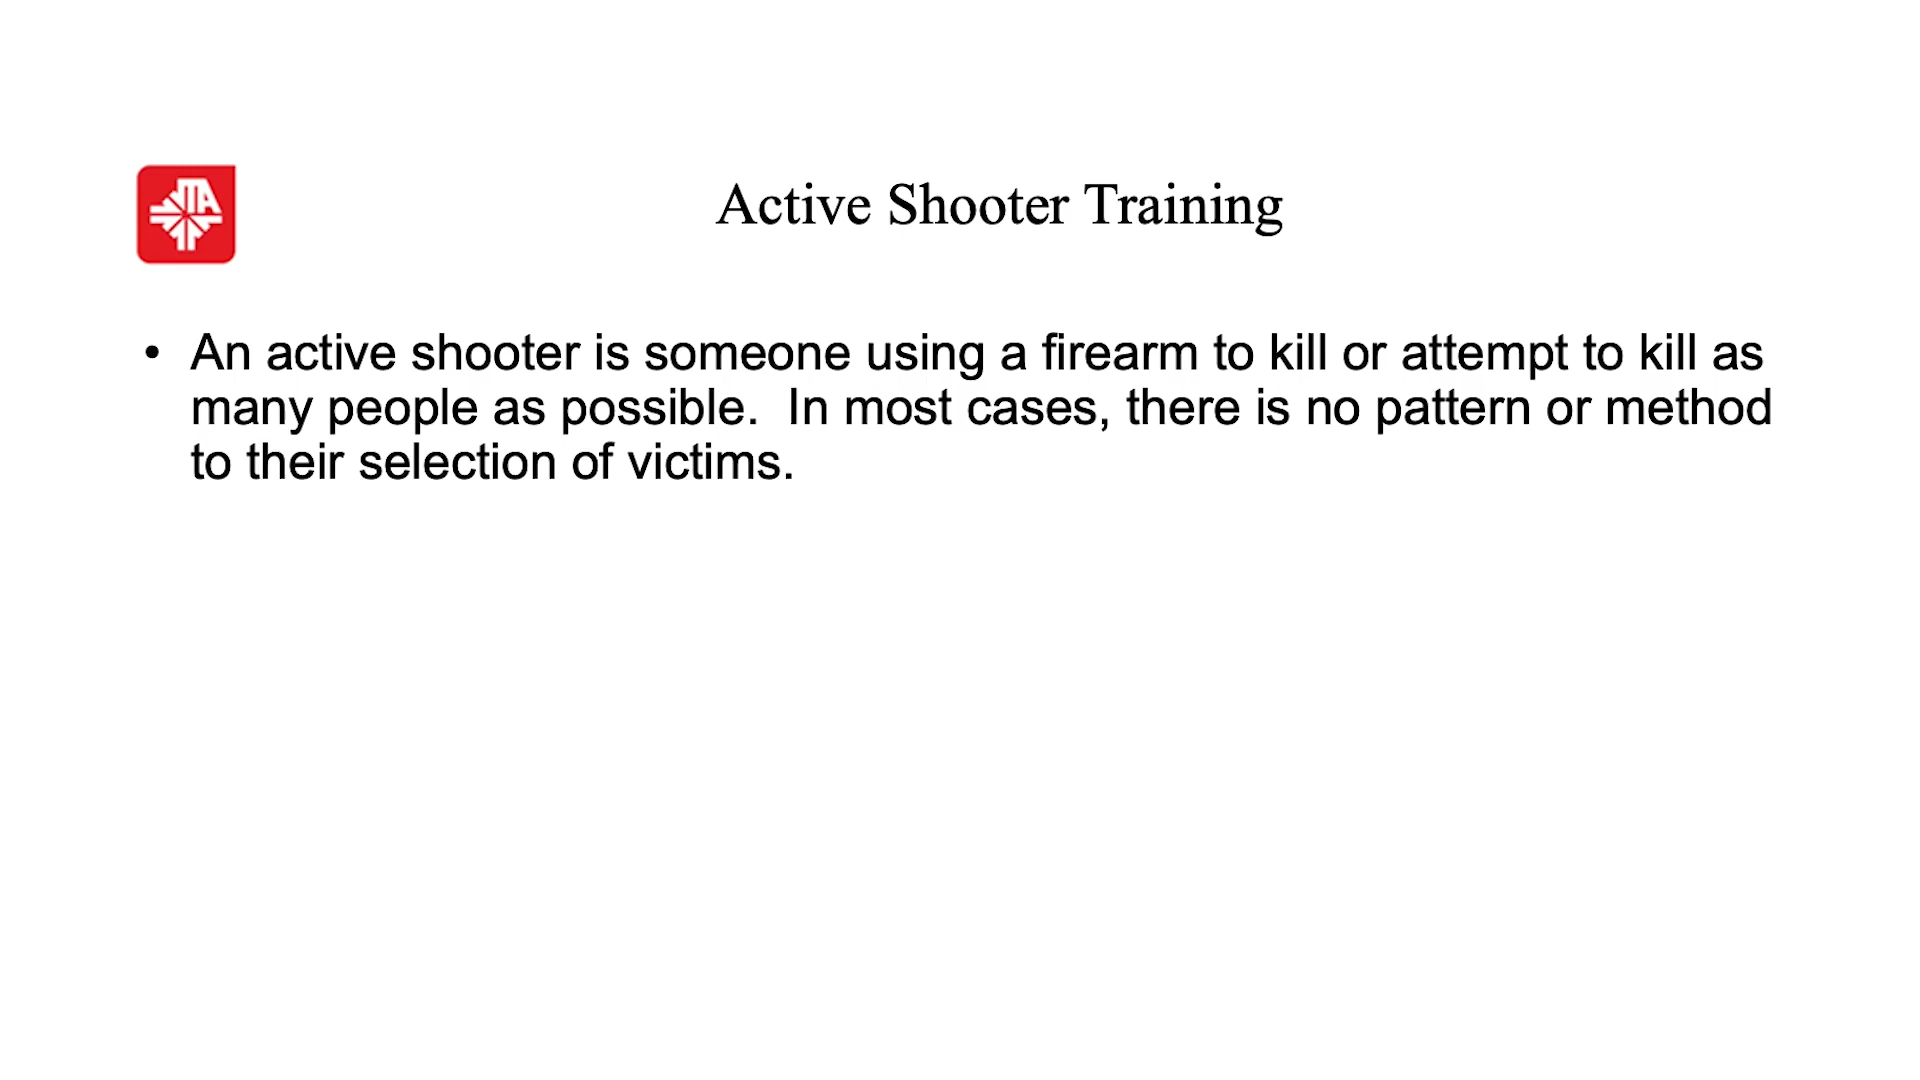 JTA
Active Shooter Training
• An active shooter is someone using a firearm to kill or attempt to kill as
many people as possible.  In most cases, there is no pattern or method
to their selection of victims.